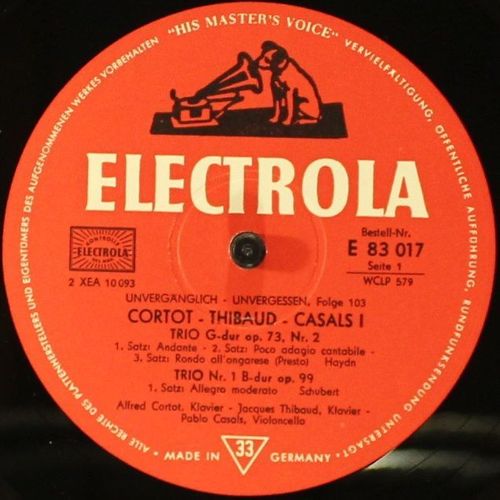 "HIS MASTER'S VOICE"
ALLE RECHTE DES PLATTENHERSTELLERS UND EIGENTÜMERS DES AUFGENOMMENEN WERKES VORBEHALTEN
VERVIELFÄLTIGUNG, ÖFFENTLICHE AUFFÜHRUNG, RUNDFUNKSENDUNG UNTERSAGT
ELECTROLA
KONTROLLE
ELECTROLA
2 XEA 10 093
Bestell-Nr.
E 83 017
Seite 1
WCLP 579
UNVERGÄNGLICH - UNVERGESSEN, Folge 103
CORTOT - THIBAUD - CASALS I
TRIO G-dur op. 73, Nr. 2
1. Satz: Andante - 2. Satz: Poco adagio cantabile -
3. Satz: Rondo all'ongarese (Presto) Haydn
TRIO Nr. 1 B-dur op. 99
1. Satz: Allegro moderato Schubert
Alfred Cortot, Klavier - Jacques Thibaud, Klavier -
Pablo Casals, Violoncello
MADE IN 33 GERMANY